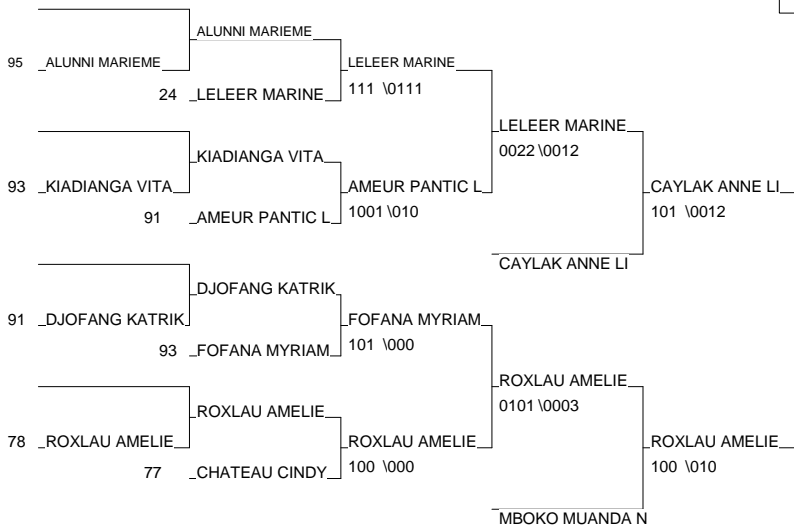 ALUNNI MARIEME
95 ALUNNI MARIEME LELEER MARINE
24 LELEER MARINE 111 \0111
LELEER MARINE
0022 \0012
KIADIANGA VITA
93 KIADIANGA VITA AMEUR PANTIC L CAYLAK ANNE LI
91 AMEUR PANTIC L 1001 \010 101 \0012
CAYLAK ANNE LI
DJOFANG KATRIK
91 DJOFANG KATRIK FOFANA MYRIAM
93 FOFANA MYRIAM 101 \000
ROXLAU AMELIE
0101 \0003
ROXLAU AMELIE
78 ROXLAU AMELIE ROXLAU AMELIE ROXLAU AMELIE
77 CHATEAU CINDY 100 \000 100 \010
MBOKO MUANDA N